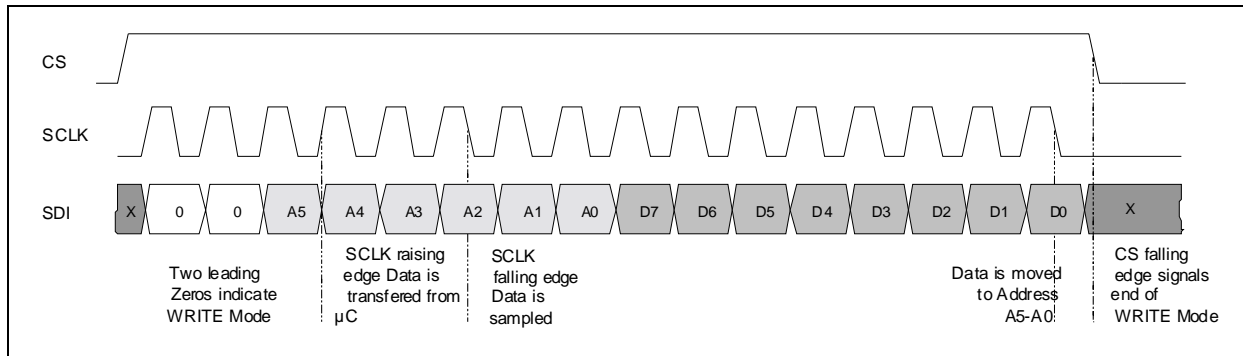 CS
SCLK
SDI
X 0 0 A5 A4 A3 A2 A1 A0 D7 D6 D5 D4 D3 D2 D1 D0 X
Two leading
Zeros indicate
WRITE Mode
SCLK raising
edge Data is
transfered from
µC
SCLK
falling edge
Data is
sampled
Data is moved
to Address
A5-A0
CS falling
edge signals
end of
WRITE Mode